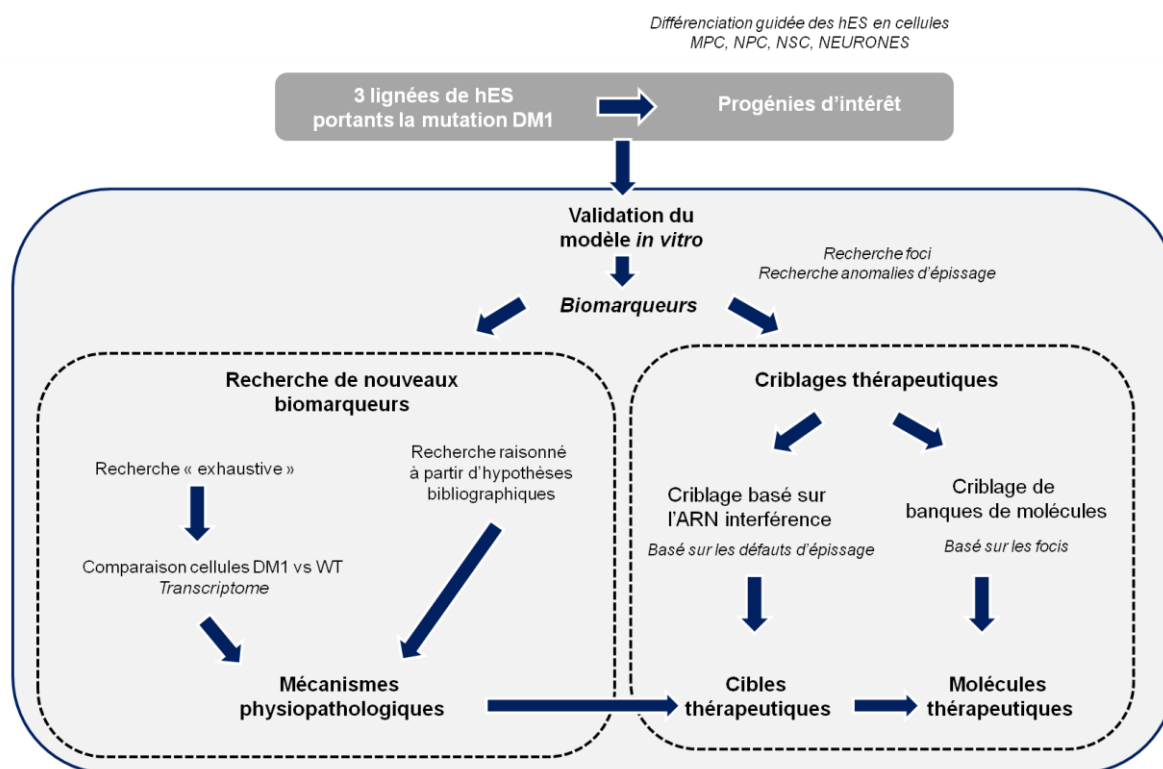 Différenciation guidée des hES en cellules
MPC, NPC, NSC, NEURONES
3 lignées de hES
portants la mutation DM1
Progénies d'intérêt
Validation du
modèle in vitro
Recherche foci
Recherche anomalies d'épissage
Biomarqueurs
Recherche de nouveaux
biomarqueurs
Recherche « exhaustive »
Recherche raisonné
à partir d'hypothèses
bibliographiques
Comparaison cellules DM1 vs WT
Transcriptome
Mécanismes
physiopathologiques
Criblages thérapeutiques
Criblage basé sur
l'ARN interférence
Basé sur les défauts d'épissage
Criblage de
banques de molécules
Basé sur les focis
Cibles
thérapeutiques
Molécules
thérapeutiques